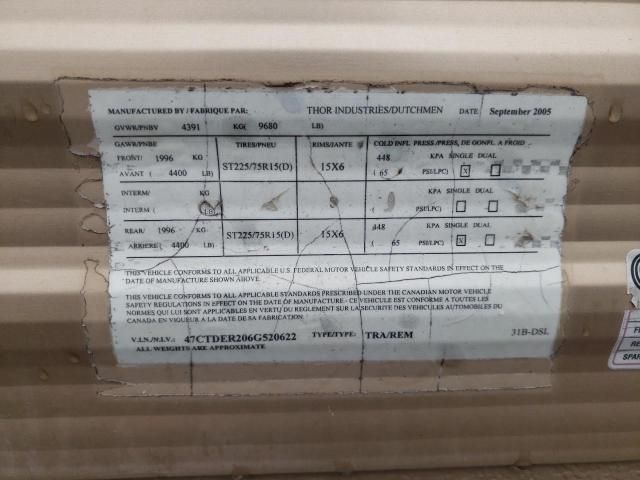 MANUFACTURED BY / FABRIQUE PAR: THOR INDUSTRIES/DUTCHMEN DATE September 2005
GVWR/PNBV 4391 KG( 9680 LB)
GAWR/PNBE TIRES/PNEU RIMS/JANTE COLD INFL PRESS./PRESS. DE GONFL A FROID
FRONT/ 1996 KG ST225/75R15(D) 15X6 448 KPA SINGLE DUAL
AVANT ( 4400 LB) ( 65 PSI/LPC) X
INTERM/ KG KPA SINGLE DUAL
INTERM ( LB) ( ) PSI/LPC)
REAR/ 1996 KG ST225/75R15(D) 15X6 448 KPA SINGLE DUAL
ARRIERE( 4400 LB) ( 65 PSI/LPC) X
THIS VEHICLE CONFORMS TO ALL APPLICABLE U.S. FEDERAL MOTOR VEHICLE SAFETY STANDARDS IN EFFECT ON THE
DATE OF MANUFACTURE SHOWN ABOVE.
THIS VEHICLE CONFORMS TO ALL APPLICABLE STANDARDS PRESCRIBED UNDER THE CANADIAN MOTOR VEHICLE
SAFETY REGULATIONS IN EFFECT ON THE DATE OF MANUFACTURE - CE VEHICULE EST CONFORME A TOUTES LES
NORMES QUI LUI SONT APPLICABLES EN VERTU DU REGLEMENT SUR LA SECURITE DES VEHICLES AUTOMOBILES DU
CANADA EN VIGUEUR A LA DATE DE SA FABRICATION.
V.I.N./N.I.V.: 47CTDER206G520622 TYPE/TYPE: TRA/REM 31B-DSL
ALL WEIGHTS ARE APPROXIMATE
RE
SPAR